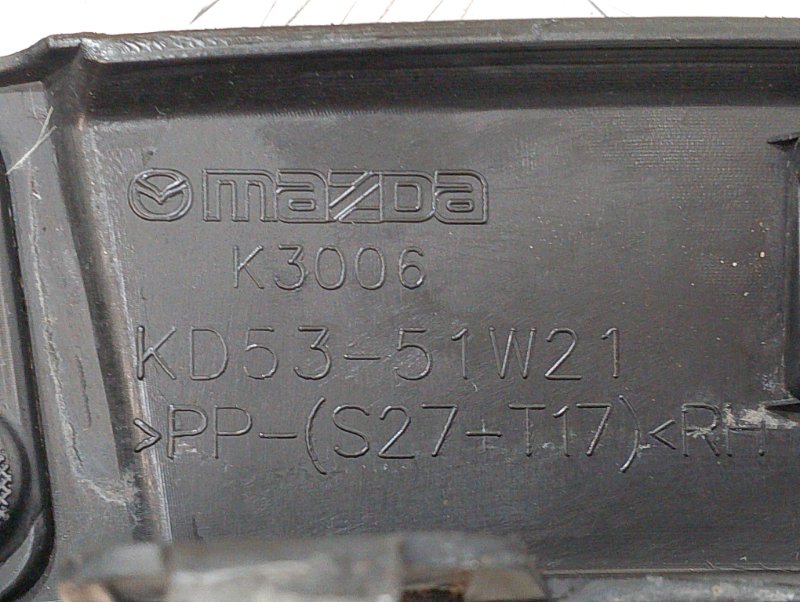 mazda
K3006
KD53-51W21
>PP-(S27+T17)<RH